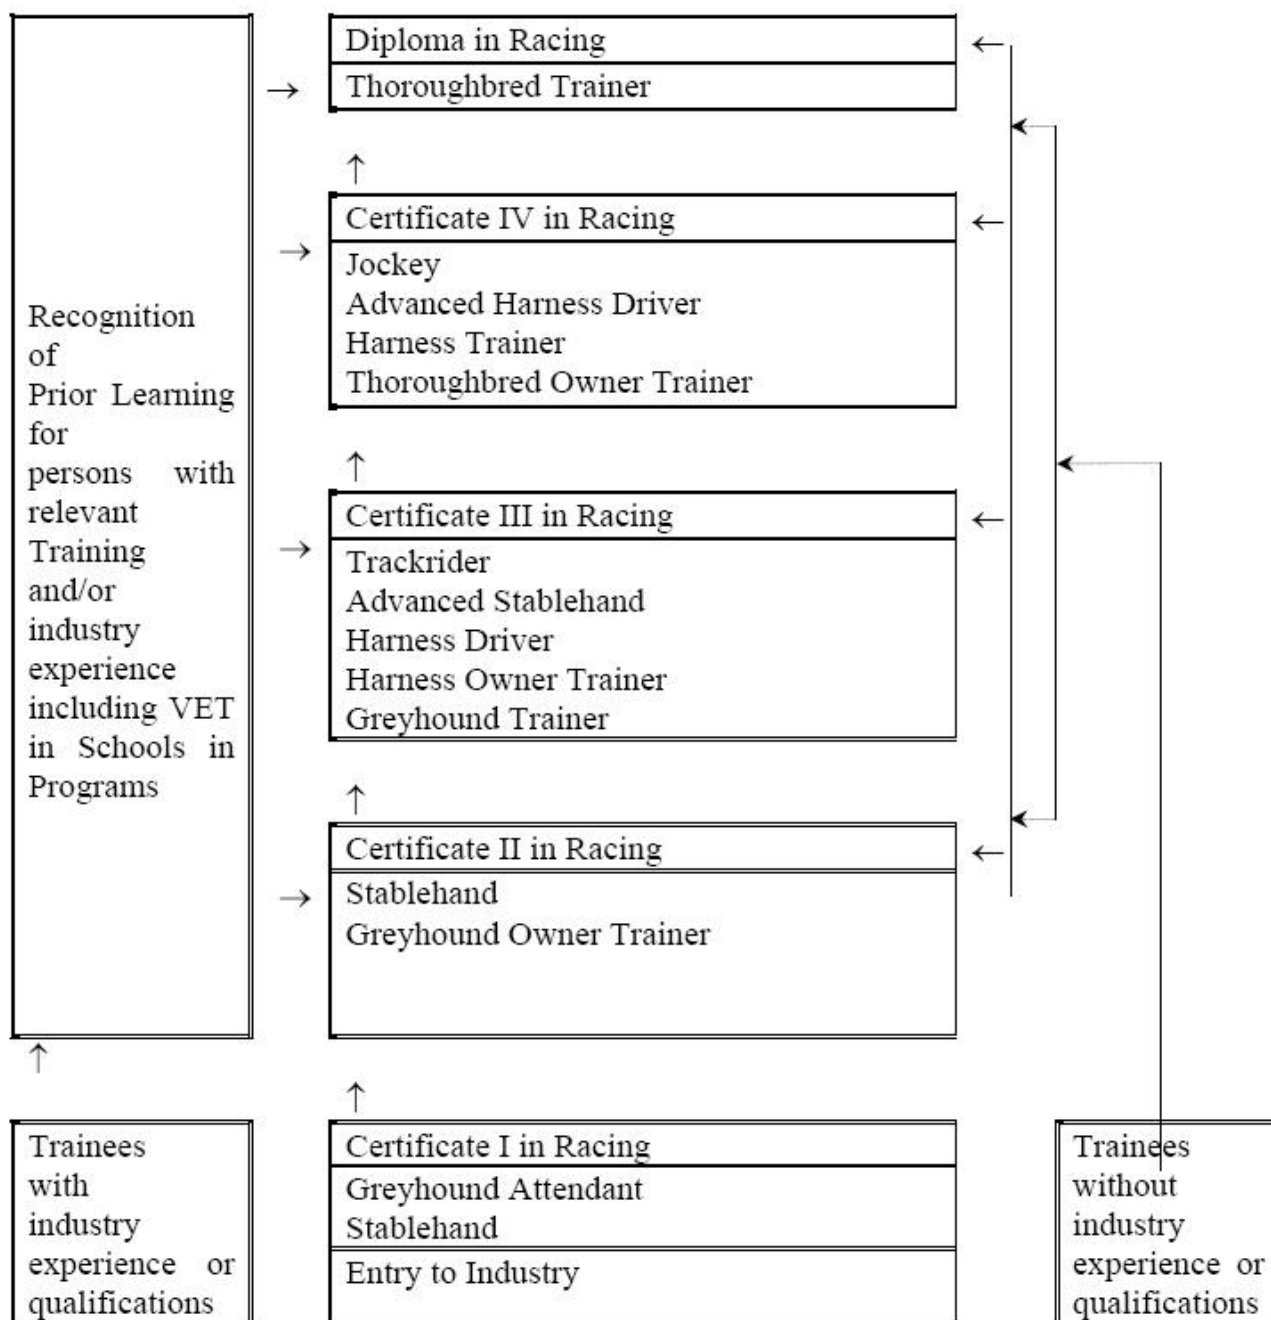 Diploma in Racing
Thoroughbred Trainer
Certificate IV in Racing
Jockey
Advanced Harness Driver
Harness Trainer
Thoroughbred Owner Trainer
Recognition
of
Prior Learning
for
persons with
relevant
Training
and/or
industry
experience
including VET
in Schools in
Programs
Certificate III in Racing
Trackrider
Advanced Stablehand
Harness Driver
Harness Owner Trainer
Greyhound Trainer
Certificate II in Racing
Stablehand
Greyhound Owner Trainer
Trainees
with
industry
experience or
qualifications
Certificate I in Racing
Greyhound Attendant
Stablehand
Entry to Industry
Trainees
without
industry
experience or
qualifications